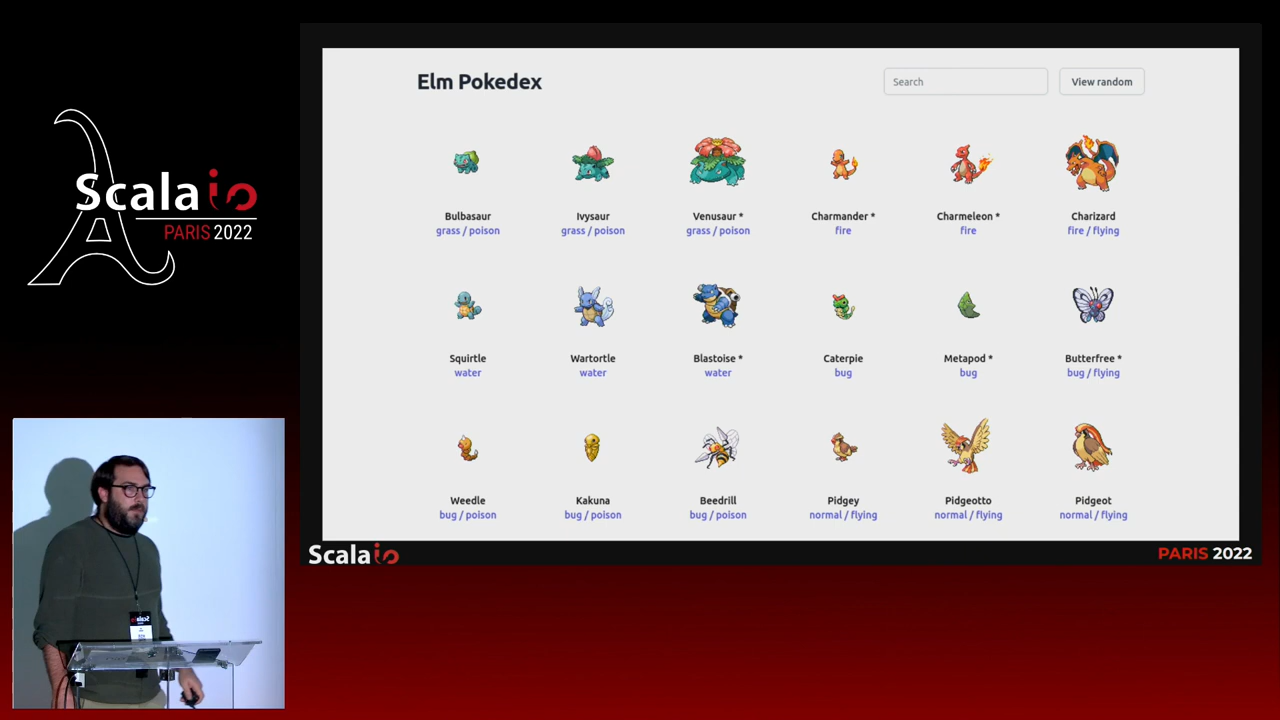 Scala io
PARIS 2022
Elm Pokedex
Search
View random
Bulbasaur
grass / poison
Ivysaur
grass / poison
Venusaur *
grass / poison
Charmander *
fire
Charmeleon *
fire
Charizard
fire / flying
Squirtle
water
Wartortle
water
Blastoise *
water
Caterpie
bug
Metapod *
bug
Butterfree *
bug / flying
Weedle
bug / poison
Kakuna
bug / poison
Beedrill
bug / poison
Pidgey
normal / flying
Pidgeotto
normal / flying
Pidgeot
normal / flying
Scala io
PARIS 2022